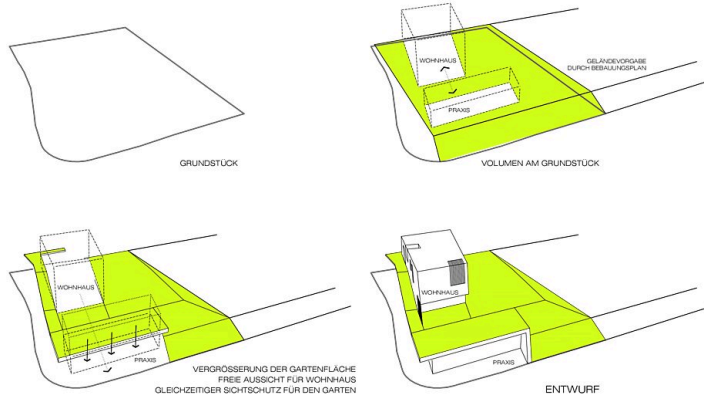 GRUNDSTÜCK
WOHNHAUS
PRAXIS
GELÄNDEVORGABE
DURCH BEBAUUNGSPLAN
VOLUMEN AM GRUNDSTÜCK
WOHNHAUS
PRAXIS
VERGRÖSSERUNG DER GARTENFLÄCHE
FREIE AUSSICHT FÜR WOHNHAUS
GLEICHZEITIGER SICHTSCHUTZ FÜR DEN GARTEN
WOHNHAUS
PRAXIS
ENTWURF